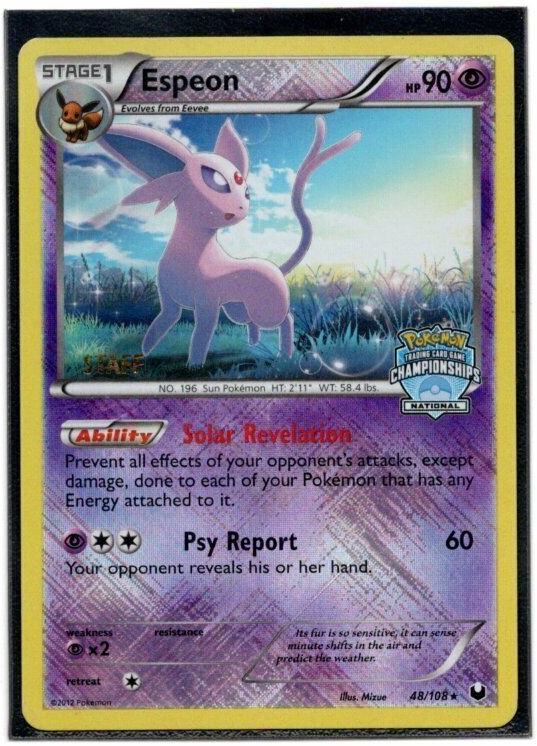 STAGE1
Espeon
HP 90
Evolves from Eevee
STAFF
Pokémon
TRADING CARD GAME
CHAMPIONSHIPS
NATIONAL
NO. 196 Sun Pokémon HT: 2'11" WT: 58.4 lbs.
Ability Solar Revelation
Prevent all effects of your opponent's attacks, except
damage, done to each of your Pokémon that has any
Energy attached to it.
Psy Report 60
Your opponent reveals his or her hand.
weakness resistance
×2
retreat
Its fur is so sensitive, it can sense
minute shifts in the air and
predict the weather.
©2012 Pokémon
Illus. Mizue 48/108 ★